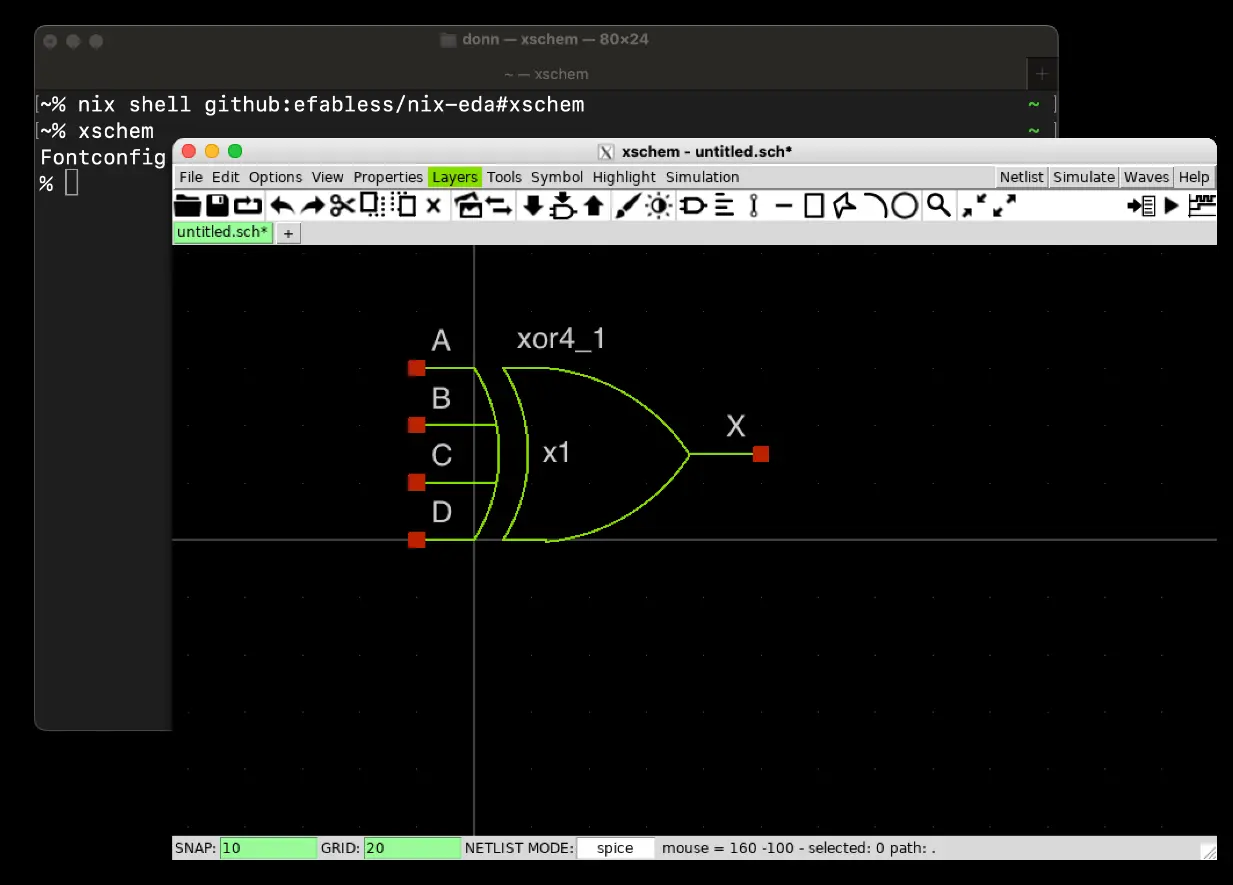 donn — xschem — 80×24
~ — xschem
+
[~% nix shell github:efabless/nix-eda#xschem ~ ]
[~% xschem ~ ]
Fontconfig
%
X xschem - untitled.sch*
File Edit Options View Properties Layers Tools Symbol Highlight Simulation Netlist Simulate Waves Help
untitled.sch* +
A xor4_1
B
X
C x1
D
SNAP: 10 GRID: 20 NETLIST MODE: spice mouse = 160 -100 - selected: 0 path: .